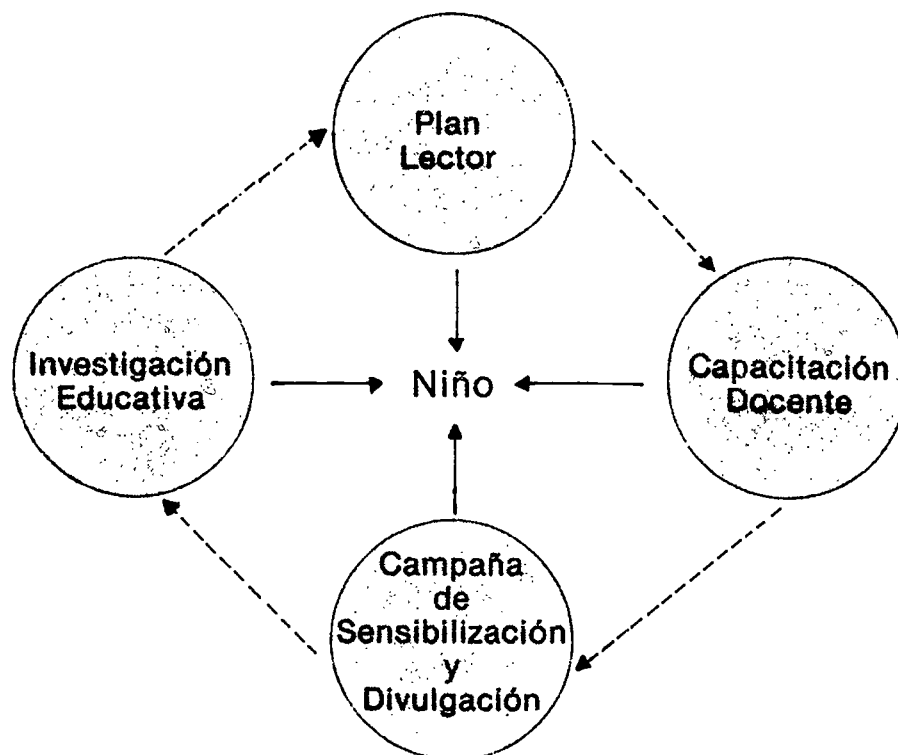 Plan
Lector
Investigación
Educativa
Niño
Capacitación
Docente
Campaña
de
Sensibilización
y
Divulgación